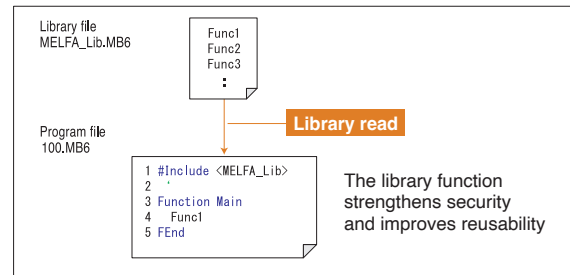 Library file
MELFA_Lib.MB6
Func1
Func2
Func3
:
Library read
Program file
100.MB6
1 #Include <MELFA_Lib>
2 '
3 Function Main
4 Func1
5 FEnd
The library function
strengthens security
and improves reusability